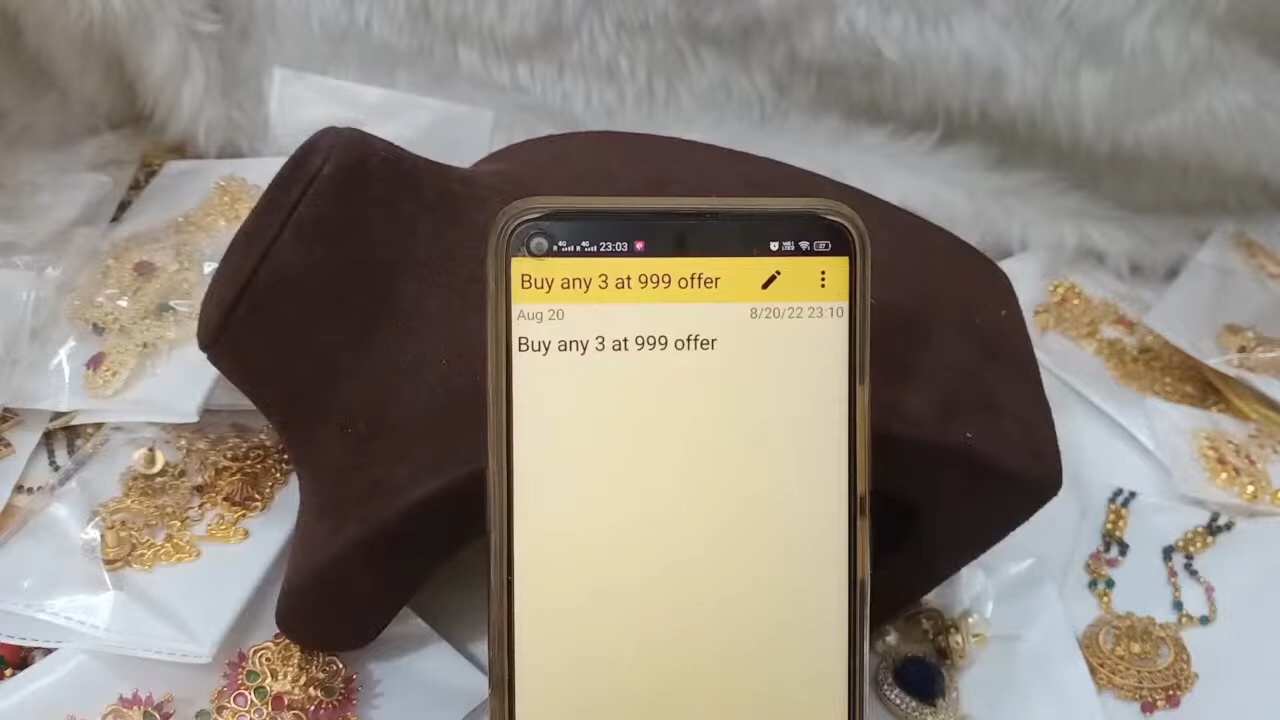 23:03
Buy any 3 at 999 offer
Aug 20 8/20/22 23:10
Buy any 3 at 999 offer